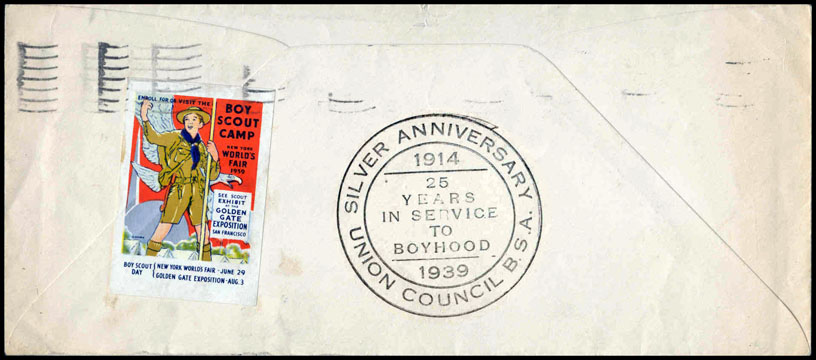 ENROLL FOR OR VISIT THE
BOY
SCOUT
CAMP
NEW YORK
WORLD'S
FAIR
1939
SEE SCOUT
EXHIBIT
AT THE
GOLDEN
GATE
EXPOSITION
SAN FRANCISCO
BOY SCOUT DAY
NEW YORK WORLDS FAIR - JUNE 29
GOLDEN GATE EXPOSITION - AUG. 3
SILVER ANNIVERSARY
1914
25
YEARS
IN SERVICE
TO
BOYHOOD
1939
UNION COUNCIL B.S.A.